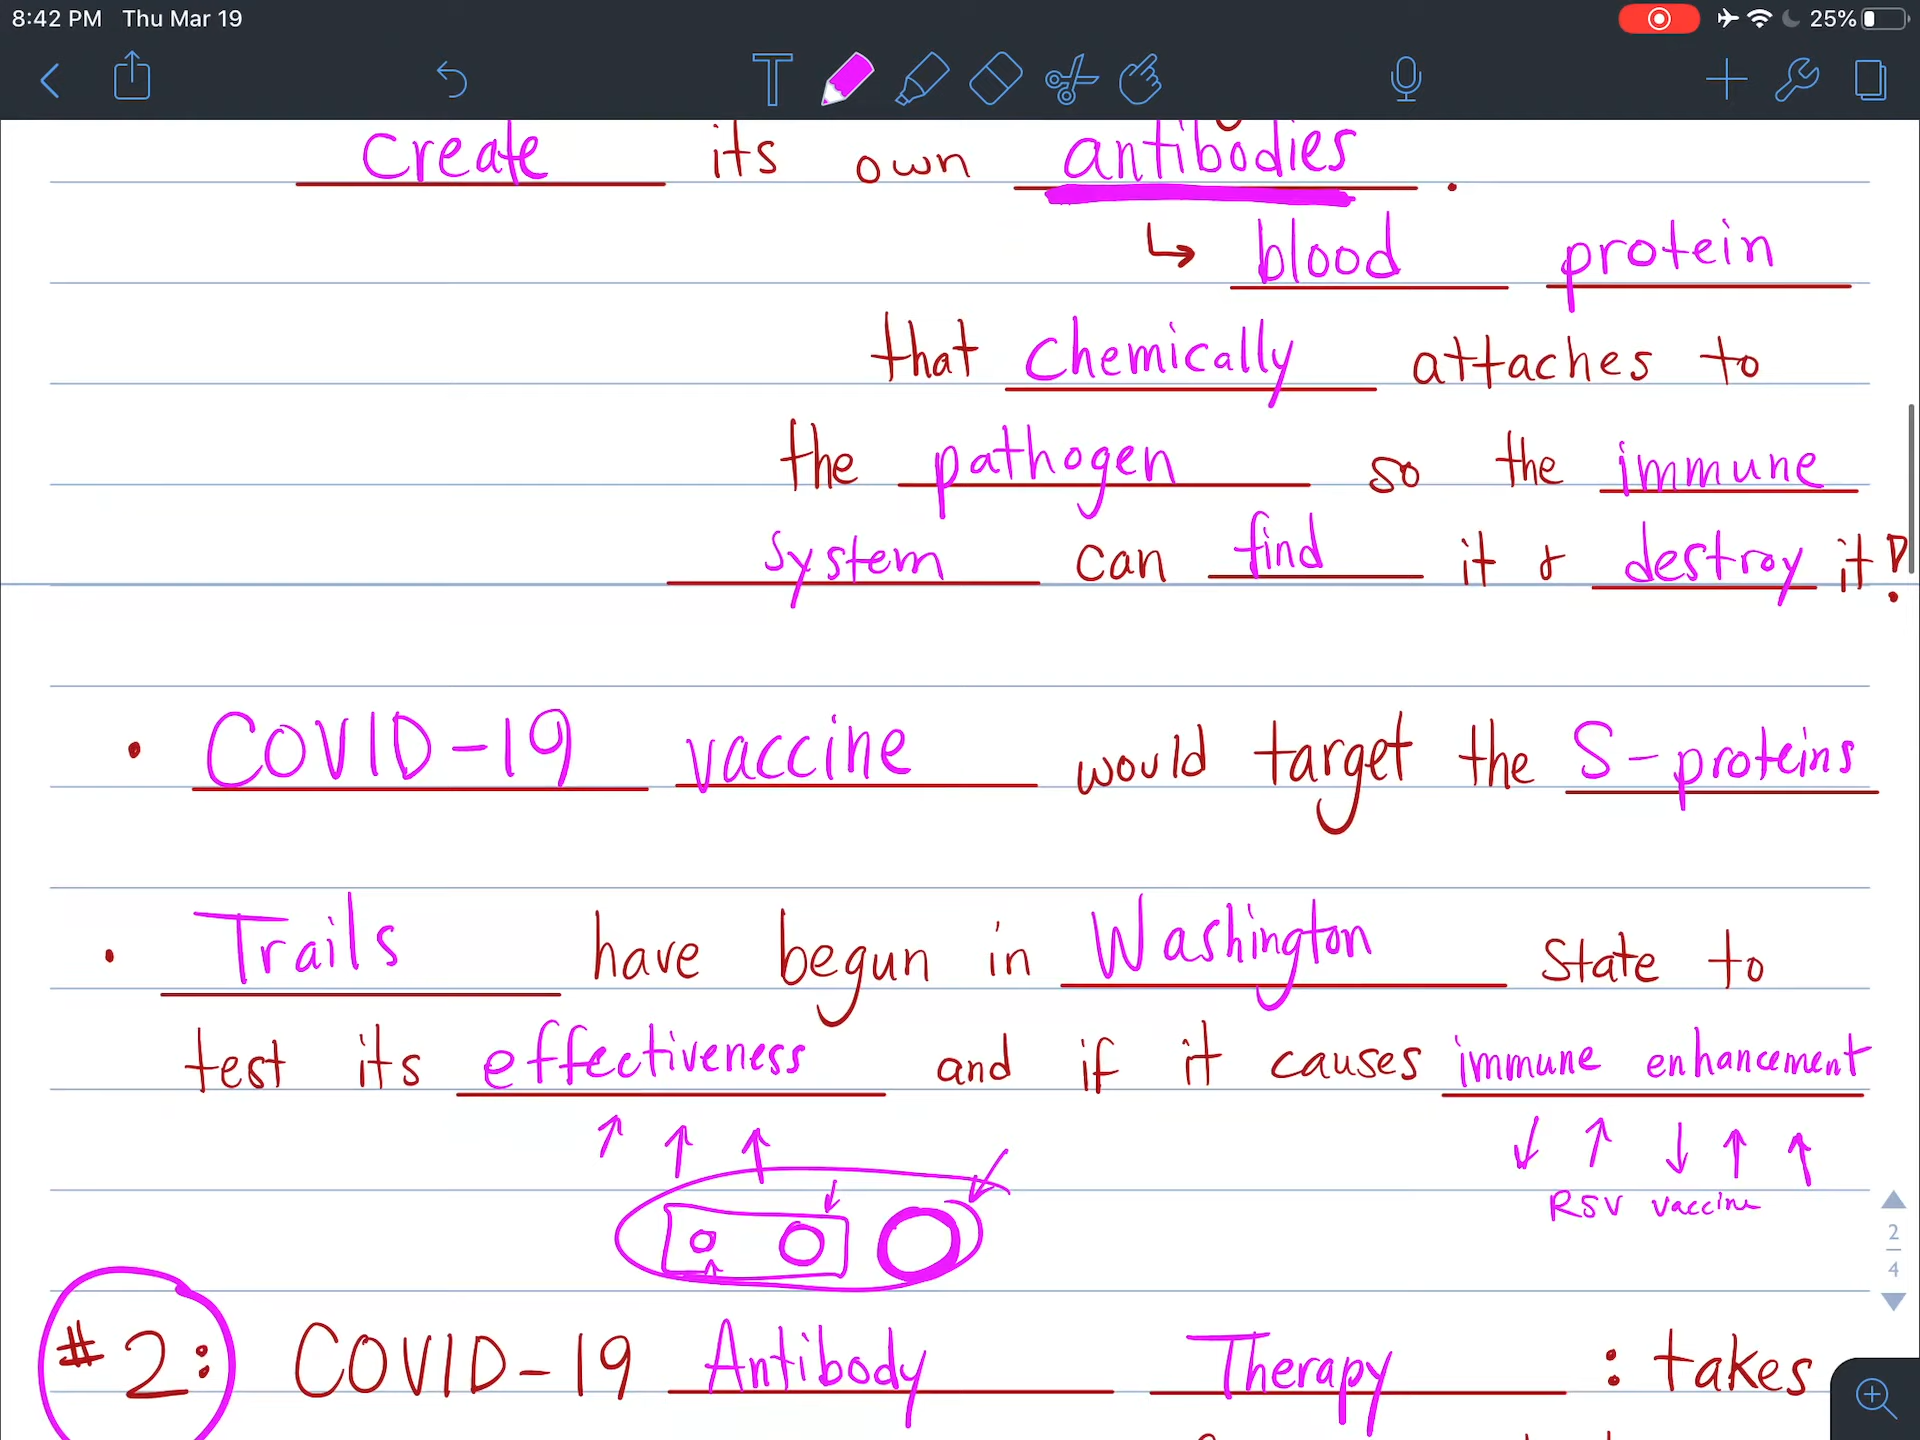 8:42 PM Thu Mar 19 25%
T
create its own antibodies.
↳ blood protein
that chemically attaches to
the pathogen so the immune
system can find it & destroy it!
• COVID-19 vaccine would target the S-proteins
• Trails have begun in Washington State to
test its effectiveness and if it causes immune enhancement
RSV vaccine
2
4
#2: COVID-19 Antibody Therapy : takes